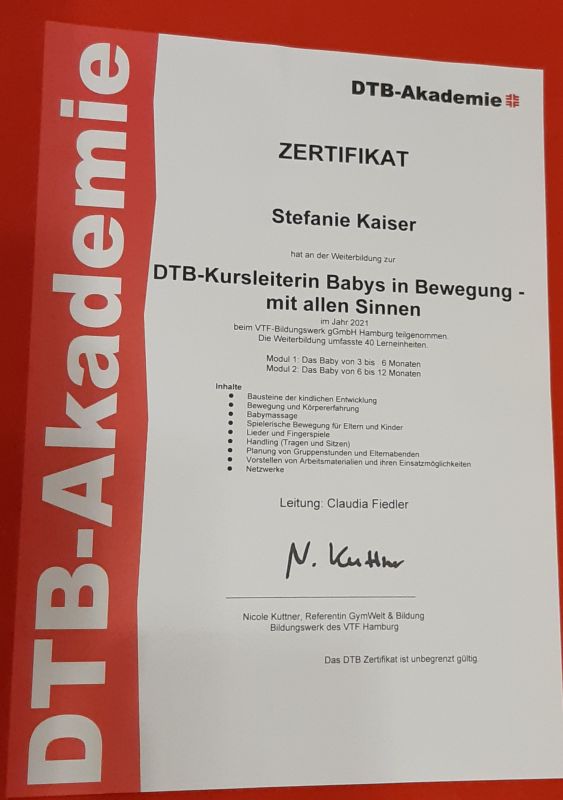 DTB-Akademie
DTB-Akademie
ZERTIFIKAT
Stefanie Kaiser
hat an der Weiterbildung zur
DTB-Kursleiterin Babys in Bewegung -
mit allen Sinnen
im Jahr 2021
beim VTF-Bildungswerk gGmbH Hamburg teilgenommen.
Die Weiterbildung umfasste 40 Lerneinheiten.
Modul 1: Das Baby von 3 bis 6 Monaten
Modul 2: Das Baby von 6 bis 12 Monaten
Inhalte
• Bausteine der kindlichen Entwicklung
• Bewegung und Körpererfahrung
• Babymassage
• Spielerische Bewegung für Eltern und Kinder
• Lieder und Fingerspiele
• Handling (Tragen und Sitzen)
• Planung von Gruppenstunden und Elternabenden
• Vorstellen von Arbeitsmaterialien und ihren Einsatzmöglichkeiten
• Netzwerke
Leitung: Claudia Fiedler
N. Kuttner
Nicole Kuttner, Referentin GymWelt & Bildung
Bildungswerk des VTF Hamburg
Das DTB Zertifikat ist unbegrenzt gültig.